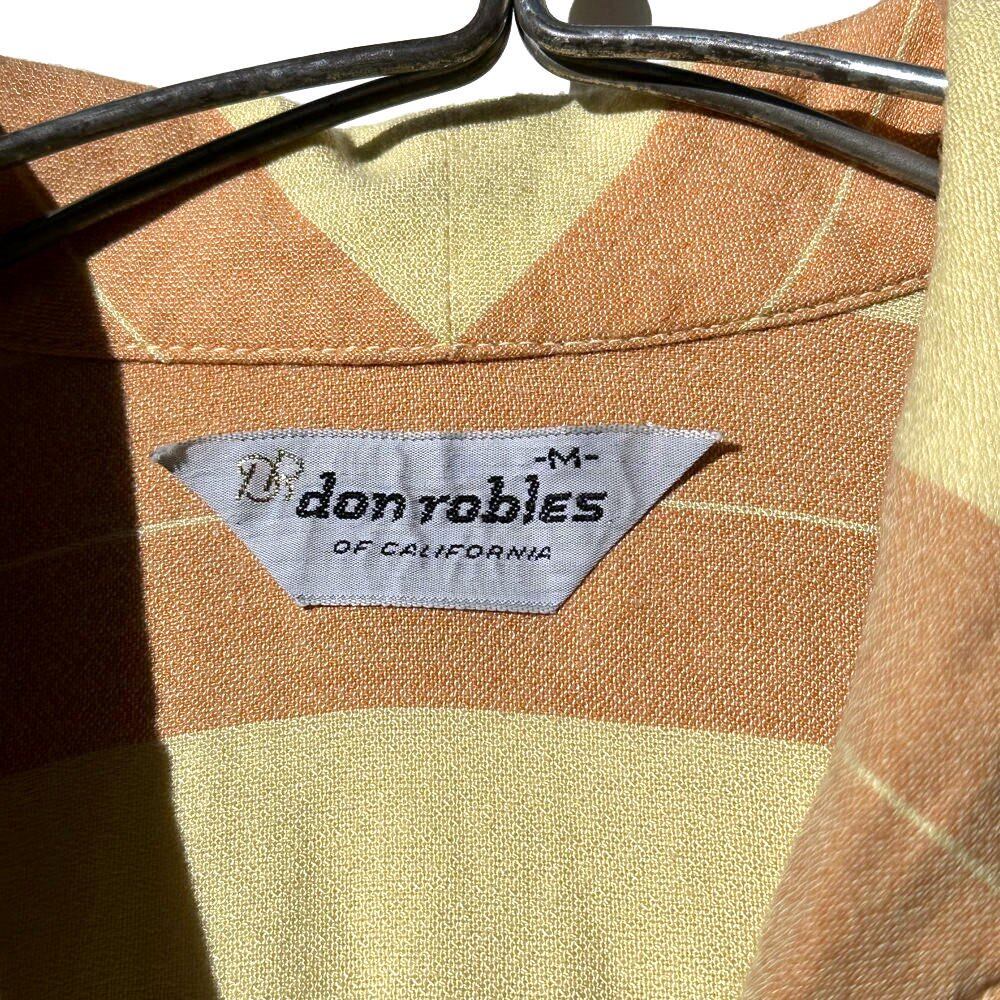 -M-
DR don robles
OF CALIFORNIA